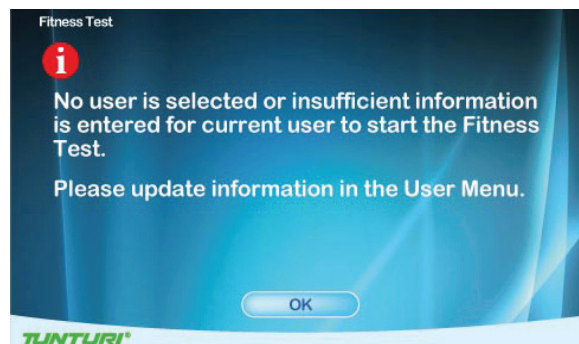 Fitness Test
i
No user is selected or insufficient information
is entered for current user to start the Fitness
Test.
Please update information in the User Menu.
OK
TUNTURI®